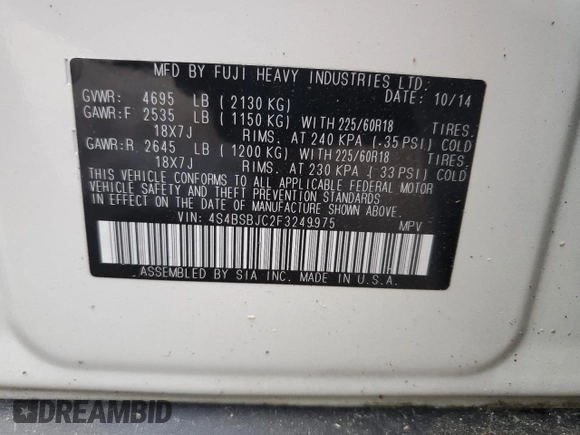 MFD BY FUJI HEAVY INDUSTRIES LTD.
DATE: 10/14
GVWR: 4695 LB ( 2130 KG)
GAWR:F 2535 LB ( 1150 KG) WITH 225/60R18 TIRES.
18X7J RIMS. AT 240 KPA ( .35 PSI) COLD
GAWR:R 2645 LB ( 1200 KG) WITH 225/60R18 TIRES.
18X7J RIMS. AT 230 KPA .( 33 PSI) COLD
THIS VEHICLE CONFORMS TO ALL APPLICABLE FEDERAL MOTOR
VEHICLE SAFETY AND THEFT PREVENTION STANDARDS
IN EFFECT ON THE DATE OF MANUFACTURE SHOWN ABOVE.
VIN: 4S4BSBJC2F3249975 MPV
ASSEMBLED BY SIA INC. MADE IN U.S.A.
DREAMBID